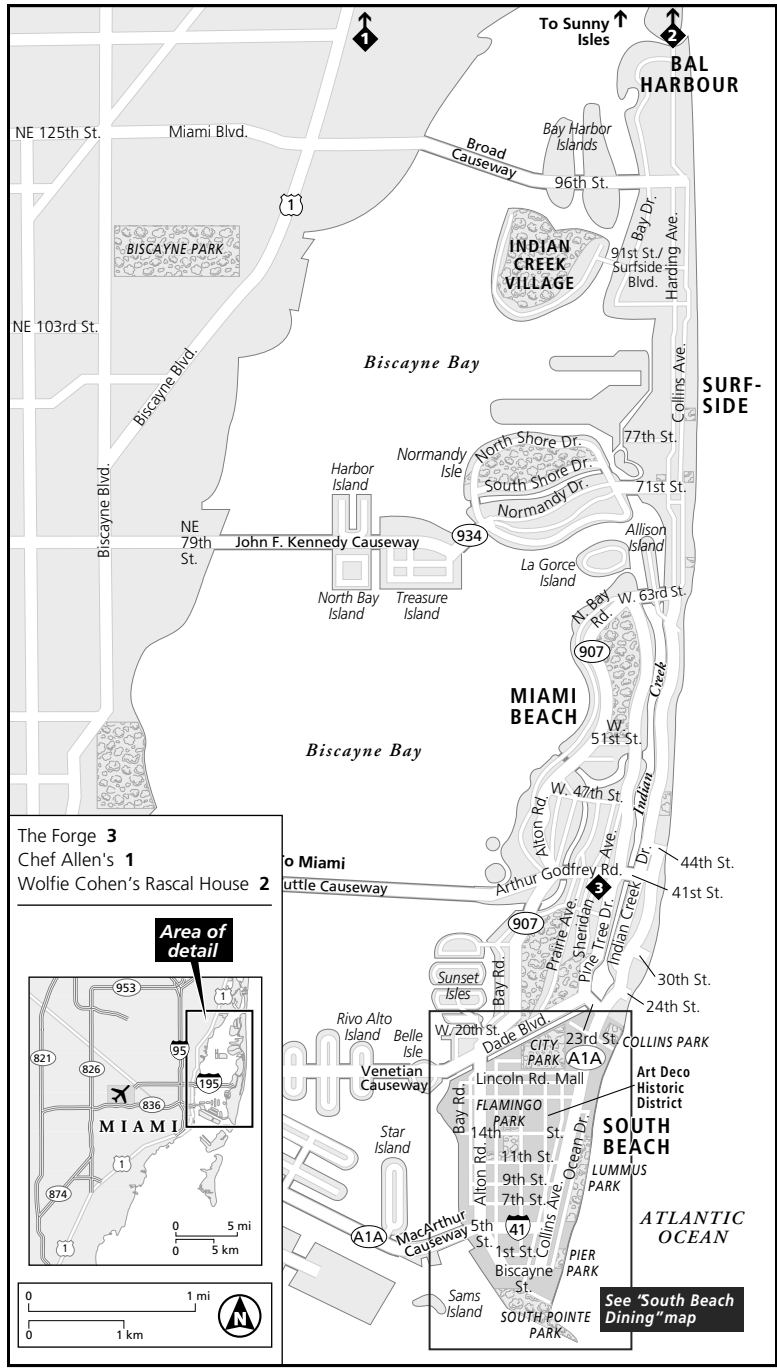 1
To Sunny
Isles
2
BAL
HARBOUR
NE 125th St.
Miami Blvd.
Broad
Causeway
Bay Harbor
Islands
96th St.
1
BISCAYNE PARK
INDIAN
CREEK
VILLAGE
Bay Dr.
91st St./
Surfside
Blvd.
Harding Ave.
NE 103rd St.
Biscayne Blvd.
Biscayne Bay
Collins Ave.
SURF-
SIDE
Normandy
Isle
North Shore Dr.
South Shore Dr.
Normandy Dr.
77th St.
71st St.
Biscayne Blvd.
Harbor
Island
NE
79th
St.
John F. Kennedy Causeway
934
North Bay
Island
Treasure
Island
La Gorce
Island
Allison
Island
N. Bay
Rd.
W. 63rd St.
907
MIAMI
BEACH
Indian Creek
W.
51st St.
Biscayne Bay
W. 47th St.
Alton Rd.
Arthur Godfrey Rd.
44th St.
41st St.
3
Prairie Ave.
Sheridan Ave.
Pine Tree Dr.
Indian Creek Dr.
o Miami
uttle Causeway
907
Sunset
Isles
Bay Rd.
30th St.
24th St.
Rivo Alto
Island
Belle
Isle
Venetian
Causeway
W. 20th St.
Dade Blvd.
CITY
PARK
23rd St.
COLLINS PARK
A1A
Lincoln Rd. Mall
Art Deco
Historic
District
FLAMINGO
PARK
Bay Rd.
14th St.
SOUTH
BEACH
11th St.
Alton Rd.
9th St.
7th St.
Ocean Dr.
LUMMUS
PARK
Collins Ave.
Star
Island
A1A
MacArthur
Causeway
5th
St.
41
1st St.
Biscayne
St.
PIER
PARK
ATLANTIC
OCEAN
Sams
Island
SOUTH POINTE
PARK
See "South Beach
Dining" map
The Forge 3
Chef Allen's 1
Wolfie Cohen's Rascal House 2
Area of
detail
953
1
821
826
95
195
836
MIAMI
1
874
1
0 5 mi
0 5 km
0 1 mi
0 1 km
N